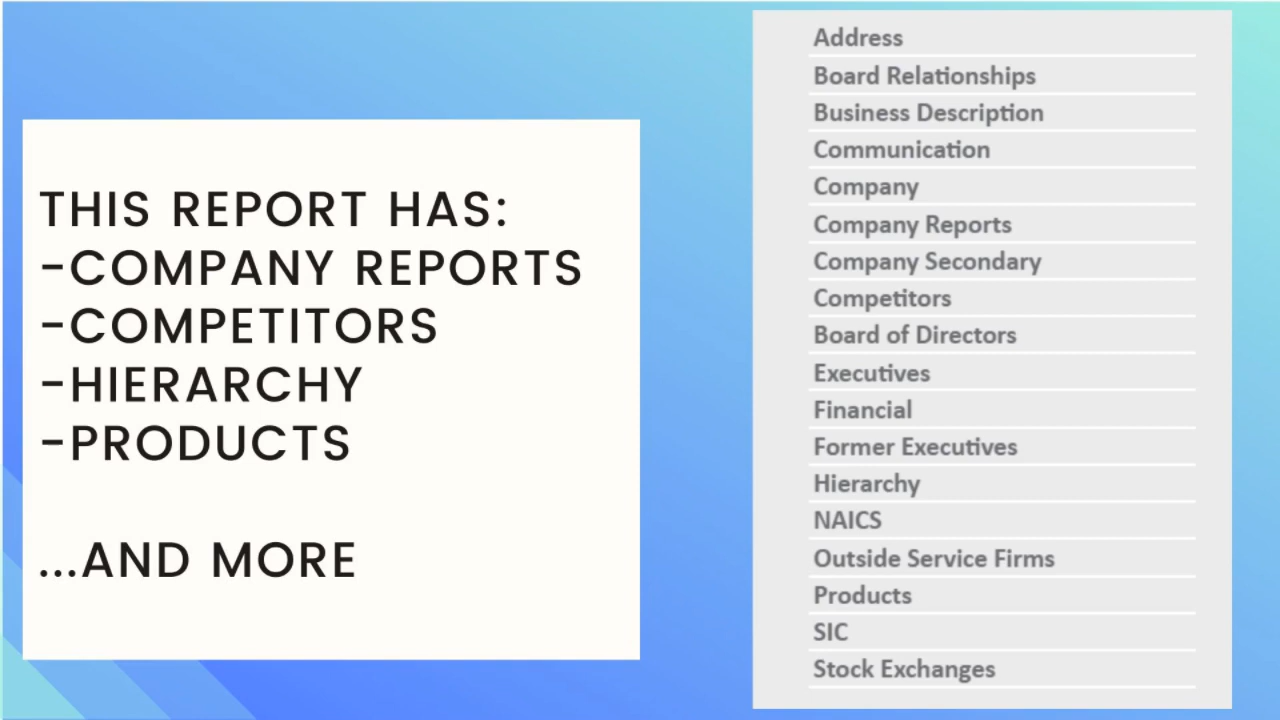 THIS REPORT HAS:
-COMPANY REPORTS
-COMPETITORS
-HIERARCHY
-PRODUCTS
...AND MORE
Address
Board Relationships
Business Description
Communication
Company
Company Reports
Company Secondary
Competitors
Board of Directors
Executives
Financial
Former Executives
Hierarchy
NAICS
Outside Service Firms
Products
SIC
Stock Exchanges